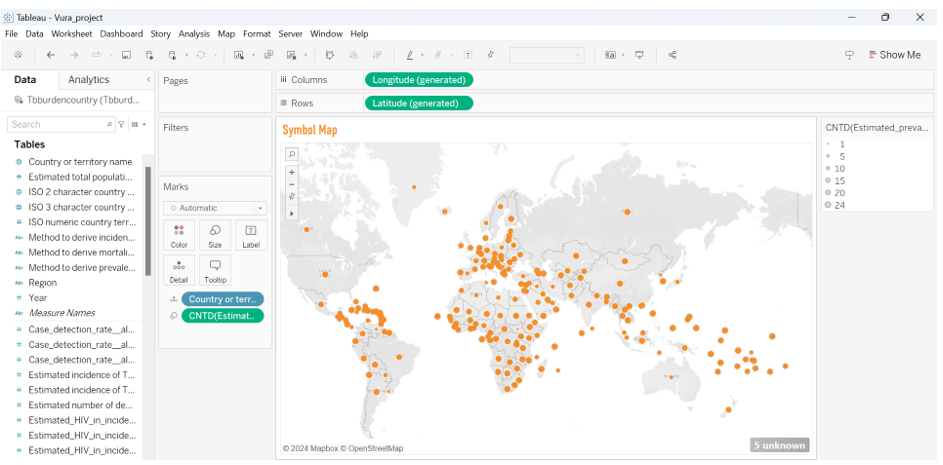 Tableau - Vura_project
File Data Worksheet Dashboard Story Analysis Map Format Server Window Help
Show Me
Data Analytics
Tbburdencountry (Tbburd...
Search
Tables
Country or territory name
Estimated total populati...
ISO 2 character country ...
ISO 3 character country ...
ISO numeric country terr...
Abc Method to derive inciden...
Abc Method to derive mortali...
Abc Method to derive prevale...
Abc Region
Year
Abc Measure Names
Case_detection_rate__al...
Case_detection_rate__al...
Case_detection_rate__al...
Estimated incidence of T...
Estimated incidence of T...
Estimated number of de...
Estimated_HIV_in_incide...
Estimated_HIV_in_incide...
Estimated_HIV_in_incide...
Pages
Filters
Marks
Automatic
Color Size Label
Detail Tooltip
Country or terr..
CNTD(Estimat..
Columns Longitude (generated)
Rows Latitude (generated)
Symbol Map
© 2024 Mapbox © OpenStreetMap
5 unknown
CNTD(Estimated_preva...
1
5
10
15
20
24